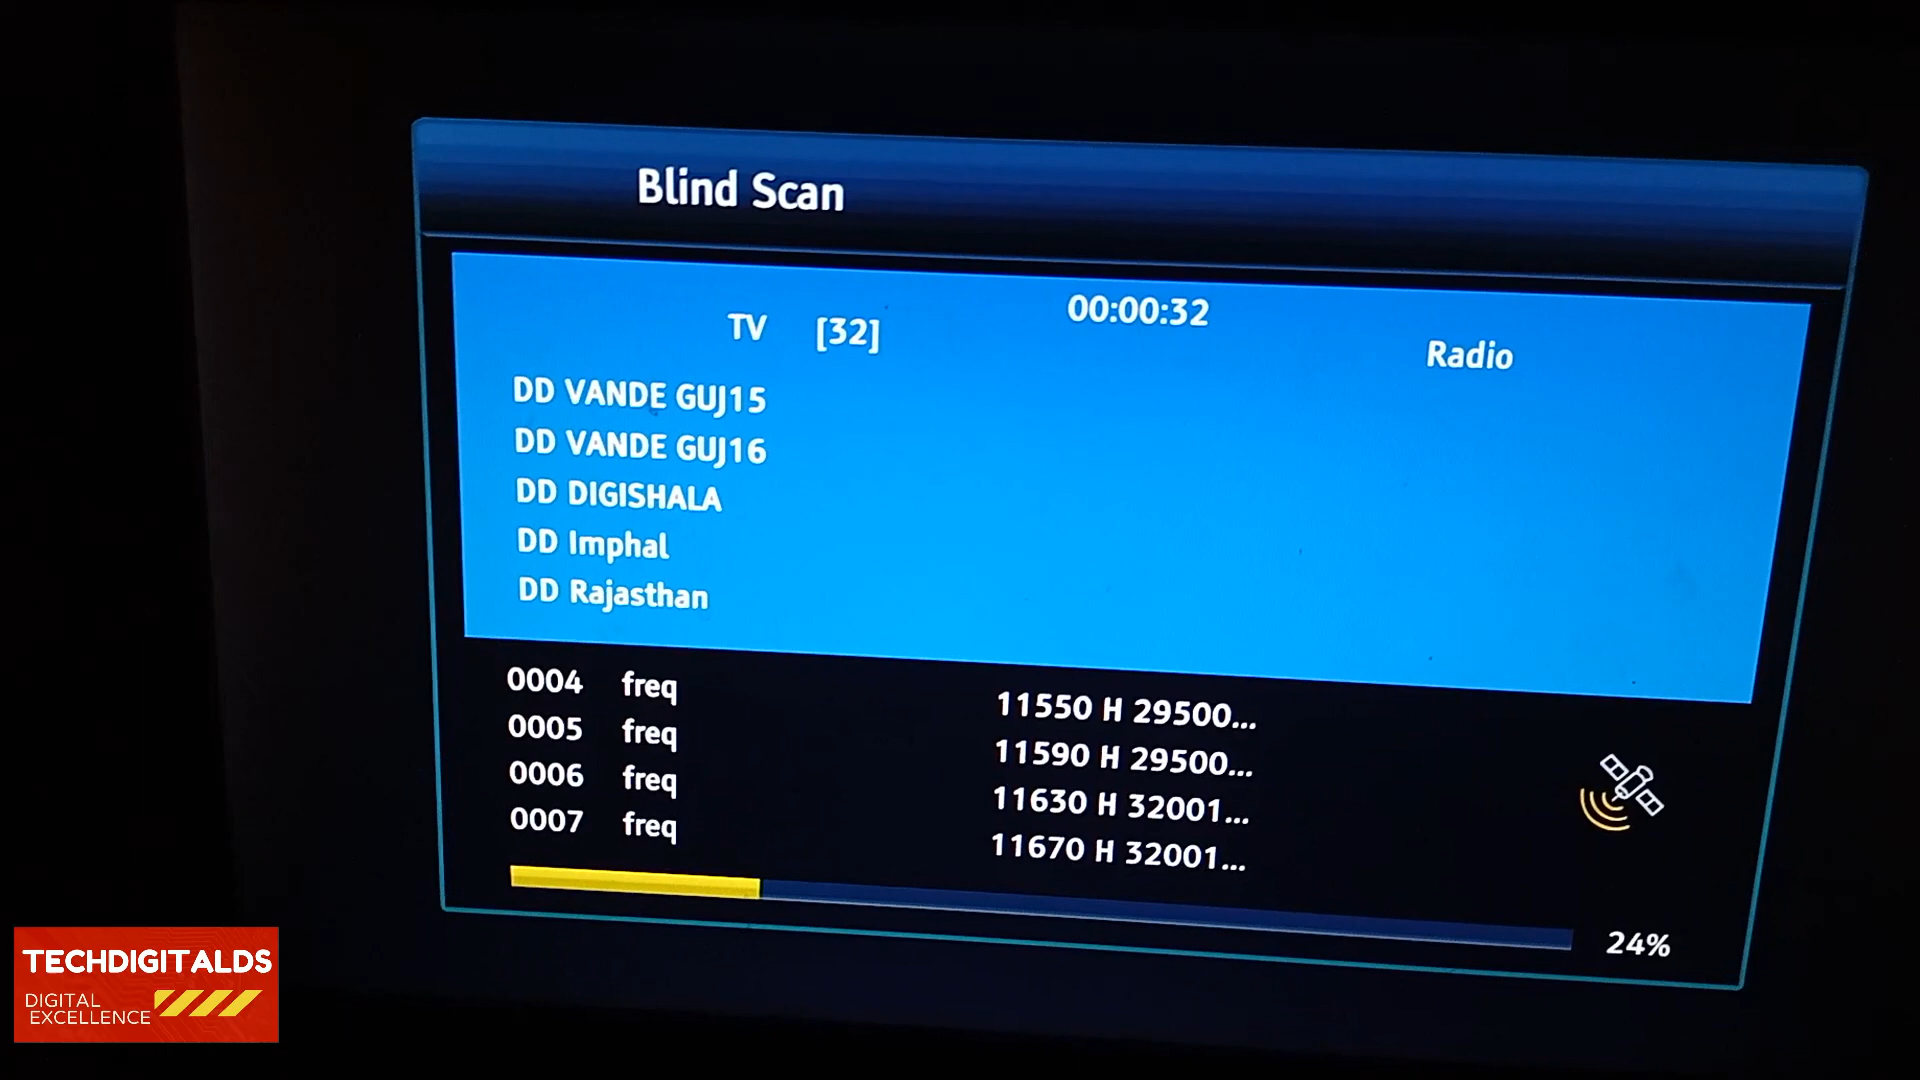 Blind Scan
00:00:32
TV [32]
Radio
DD VANDE GUJ15
DD VANDE GUJ16
DD DIGISHALA
DD Imphal
DD Rajasthan
0004 freq 11550 H 29500...
0005 freq 11590 H 29500...
0006 freq 11630 H 32001...
0007 freq 11670 H 32001...
24%
TECHDIGITALDS
DIGITAL
EXCELLENCE